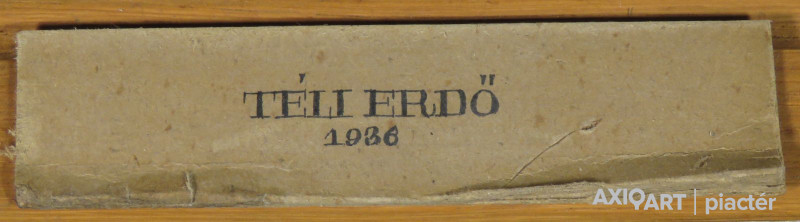 TÉLI ERDŐ
1936
AXIOART | piactér